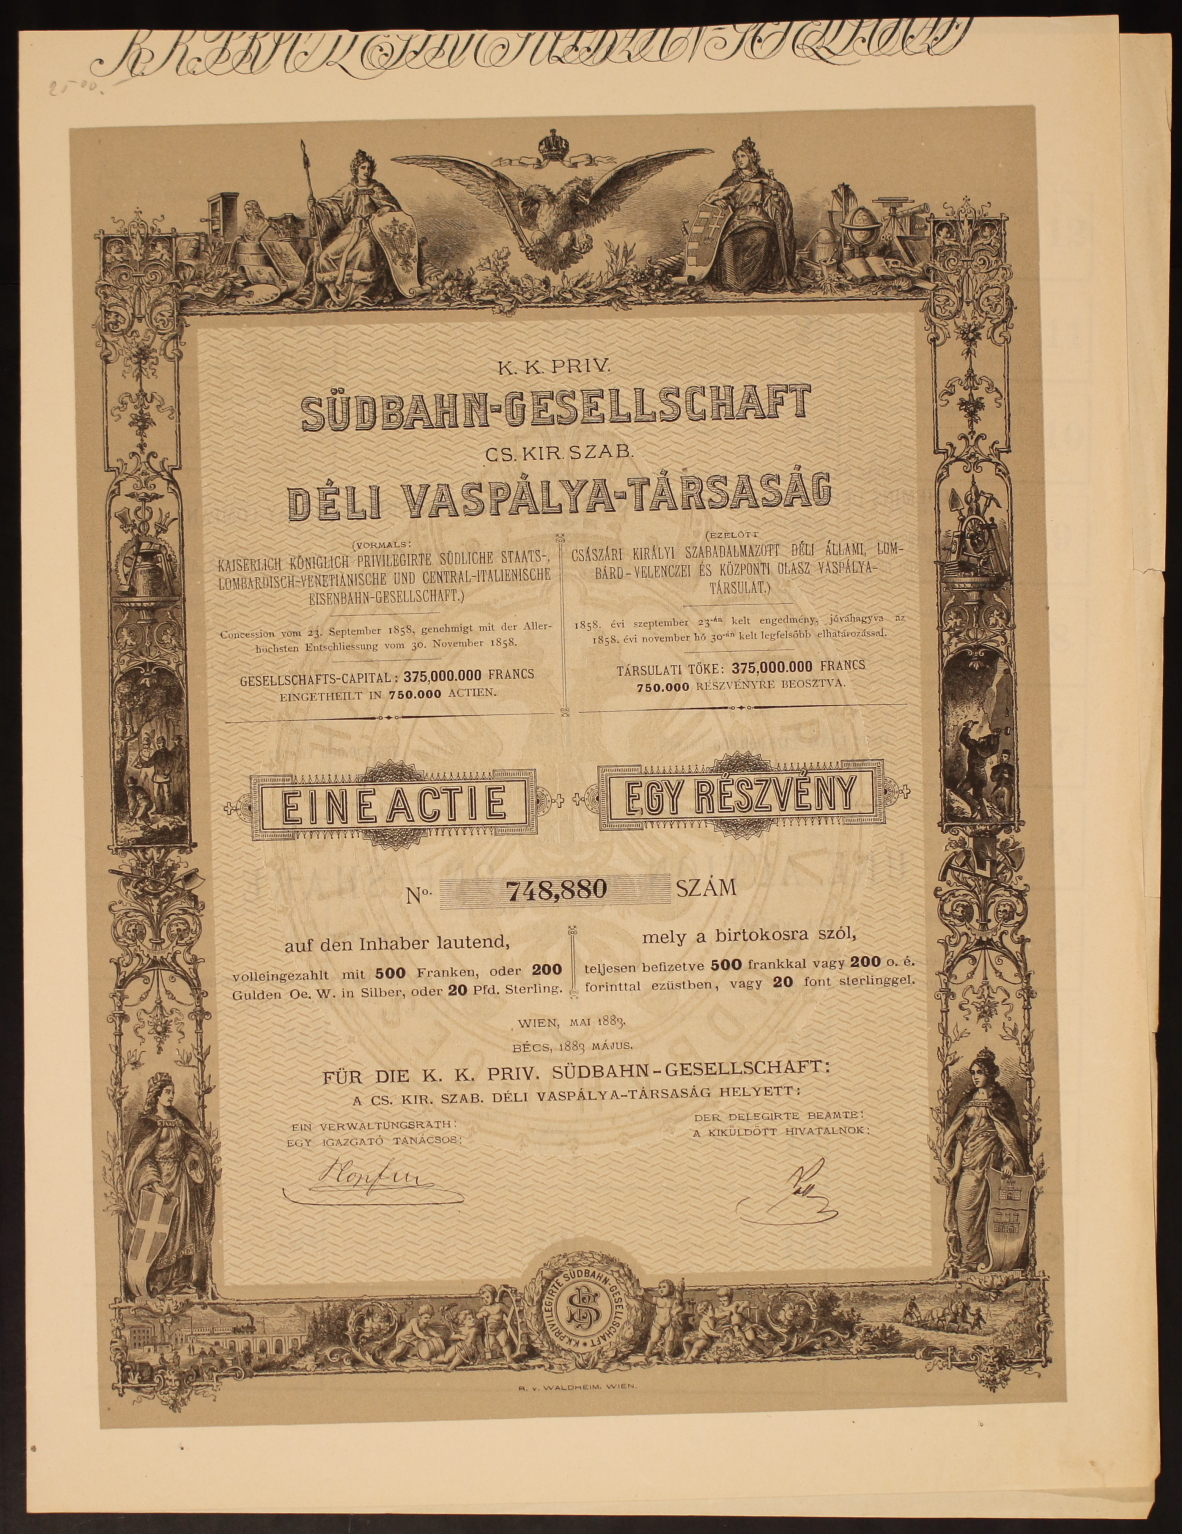 25 00.
K. K. PRIV.
SÜDBAHN-GESELLSCHAFT
CS. KIR. SZAB.
DÉLI VASPÁLYA-TÁRSASÁG
(VORMALS:
KAISERLICH KÖNIGLICH PRIVILEGIRTE SÜDLICHE STAATS-,
LOMBARDISCH-VENETIANISCHE UND CENTRAL-ITALIENISCHE
EISENBAHN-GESELLSCHAFT.)
Concession vom 23. September 1858, genehmigt mit der Aller-
höchsten Entschliessung vom 30. November 1858.
GESELLSCHAFTS-CAPITAL: 375,000.000 FRANCS
EINGETHEILT IN 750.000 ACTIEN.
(EZELŐTT
CSÁSZÁRI KIRÁLYI SZABADALMAZOTT DÉLI ÁLLAMI, LOM-
BÁRD-VELENCZEI ÉS KÖZPONTI OLASZ VASPÁLYA-
TÁRSULAT.)
1858. évi szeptember 23-án kelt engedmény, jóváhagyva az
1858. évi november hó 30-án kelt legfelsőbb elhatározással.
TÁRSULATI TŐKE: 375,000.000 FRANCS
750.000 RÉSZVÉNYRE BEOSZTVA.
EINE ACTIE
EGY RÉSZVÉNY
No. 748,880 SZÁM
auf den Inhaber lautend,
volleingezahlt mit 500 Franken, oder 200
Gulden Oe. W. in Silber, oder 20 Pfd. Sterling.
mely a birtokosra szól,
teljesen befizetve 500 frankkal vagy 200 o. é.
forinttal ezüstben, vagy 20 font sterlinggel.
WIEN, MAI 1883.
BÉCS, 1883 MÁJUS.
FÜR DIE K. K. PRIV. SÜDBAHN-GESELLSCHAFT:
A CS. KIR. SZAB. DÉLI VASPÁLYA-TÁRSASÁG HELYETT:
EIN VERWALTUNGSRATH:
EGY IGAZGATÓ TANÁCSOS:
DER DELEGIRTE BEAMTE:
A KIKÜLDÖTT HIVATALNOK:
K. K. PRIVILEGIRTE SÜDBAHN-GESELLSCHAFT
SB
R. v. WALDHEIM, WIEN.